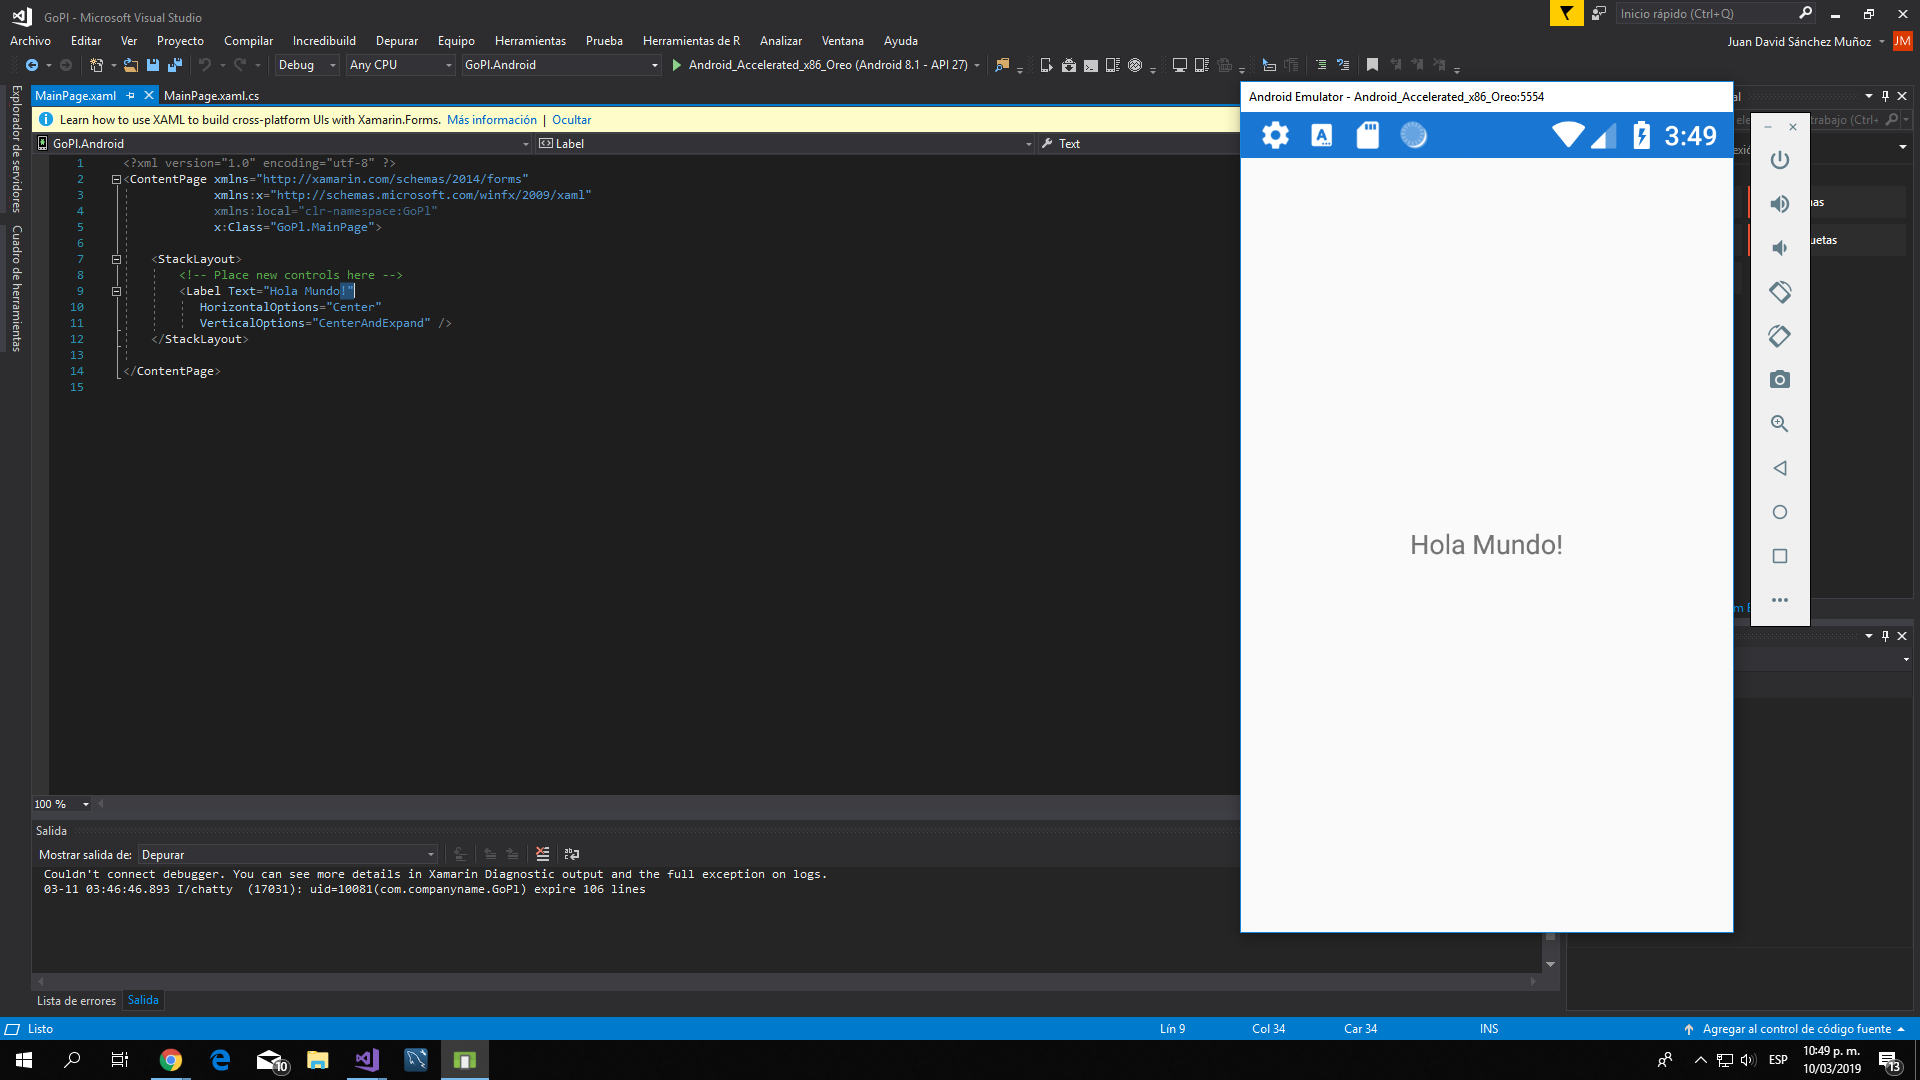 GoPl - Microsoft Visual Studio
Inicio rápido (Ctrl+Q)
Archivo Editar Ver Proyecto Compilar Incredibuild Depurar Equipo Herramientas Prueba Herramientas de R Analizar Ventana Ayuda
Juan David Sánchez Muñoz JM
Debug Any CPU GoPl.Android Android_Accelerated_x86_Oreo (Android 8.1 - API 27)
Explorador de servidores
Cuadro de herramientas
MainPage.xaml MainPage.xaml.cs
Learn how to use XAML to build cross-platform UIs with Xamarin.Forms. Más información | Ocultar
GoPl.Android Label Text
1 <?xml version="1.0" encoding="utf-8" ?>
2 <ContentPage xmlns="http://xamarin.com/schemas/2014/forms"
3 xmlns:x="http://schemas.microsoft.com/winfx/2009/xaml"
4 xmlns:local="clr-namespace:GoPl"
5 x:Class="GoPl.MainPage">
6
7 <StackLayout>
8 <!-- Place new controls here -->
9 <Label Text="Hola Mundo!"
10 HorizontalOptions="Center"
11 VerticalOptions="CenterAndExpand" />
12 </StackLayout>
13
14 </ContentPage>
15
100 %
Salida
Mostrar salida de: Depurar
Couldn't connect debugger. You can see more details in Xamarin Diagnostic output and the full exception on logs.
03-11 03:46:46.893 I/chatty (17031): uid=10081(com.companyname.GoPl) expire 106 lines
Lista de errores Salida
Android Emulator - Android_Accelerated_x86_Oreo:5554
A 3:49
Hola Mundo!
trabajo (Ctrl+
Listo Lín 9 Col 34 Car 34 INS Agregar al control de código fuente
10 ESP 10:49 p. m.
10/03/2019 13